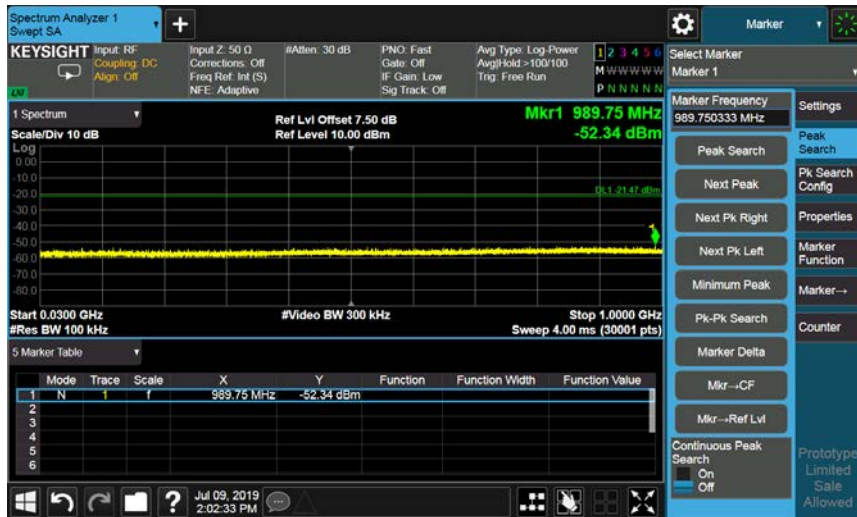 Spectrum Analyzer 1
Swept SA
+
Marker
KEYSIGHT
Input: RF
Coupling: DC
Align: Off
Input Z: 50 Ω
Corrections: Off
Freq Ref: Int (S)
NFE: Adaptive
#Atten: 30 dB
PNO: Fast
Gate: Off
IF Gain: Low
Sig Track: Off
Avg Type: Log-Power
Avg|Hold:>100/100
Trig: Free Run
1 2 3 4 5 6
M W W W W W
P N N N N N
LXI
Select Marker
Marker 1
1 Spectrum
Scale/Div 10 dB
Ref Lvl Offset 7.50 dB
Ref Level 10.00 dBm
Mkr1 989.75 MHz
-52.34 dBm
Log
0.00
-10.0
-20.0
-30.0
-40.0
-50.0
-60.0
-70.0
-80.0
DL1 -21.47 dBm
1
Start 0.0300 GHz
#Res BW 100 kHz
#Video BW 300 kHz
Stop 1.0000 GHz
Sweep 4.00 ms (30001 pts)
5 Marker Table
Mode Trace Scale X Y Function Function Width Function Value
1 N 1 f 989.75 MHz -52.34 dBm
2
3
4
5
6
Marker Frequency
989.750333 MHz
Peak Search
Next Peak
Next Pk Right
Next Pk Left
Minimum Peak
Pk-Pk Search
Marker Delta
Mkr→CF
Mkr→Ref Lvl
Continuous Peak
Search
On
Off
Settings
Peak
Search
Pk Search
Config
Properties
Marker
Function
Marker→
Counter
Prototype
Limited
Sale
Allowed
?
Jul 09, 2019
2:02:33 PM